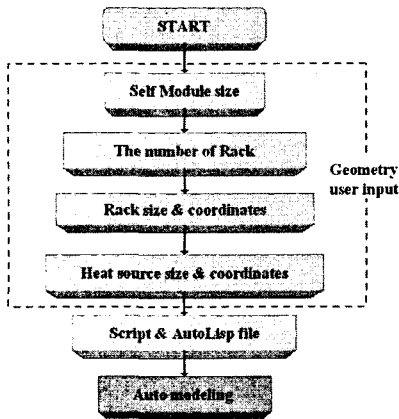 START
Self Module size
The number of Rack
Geometry
user input
Rack size & coordinates
Heat source size & coordinates
Script & AutoLisp file
Auto modeling